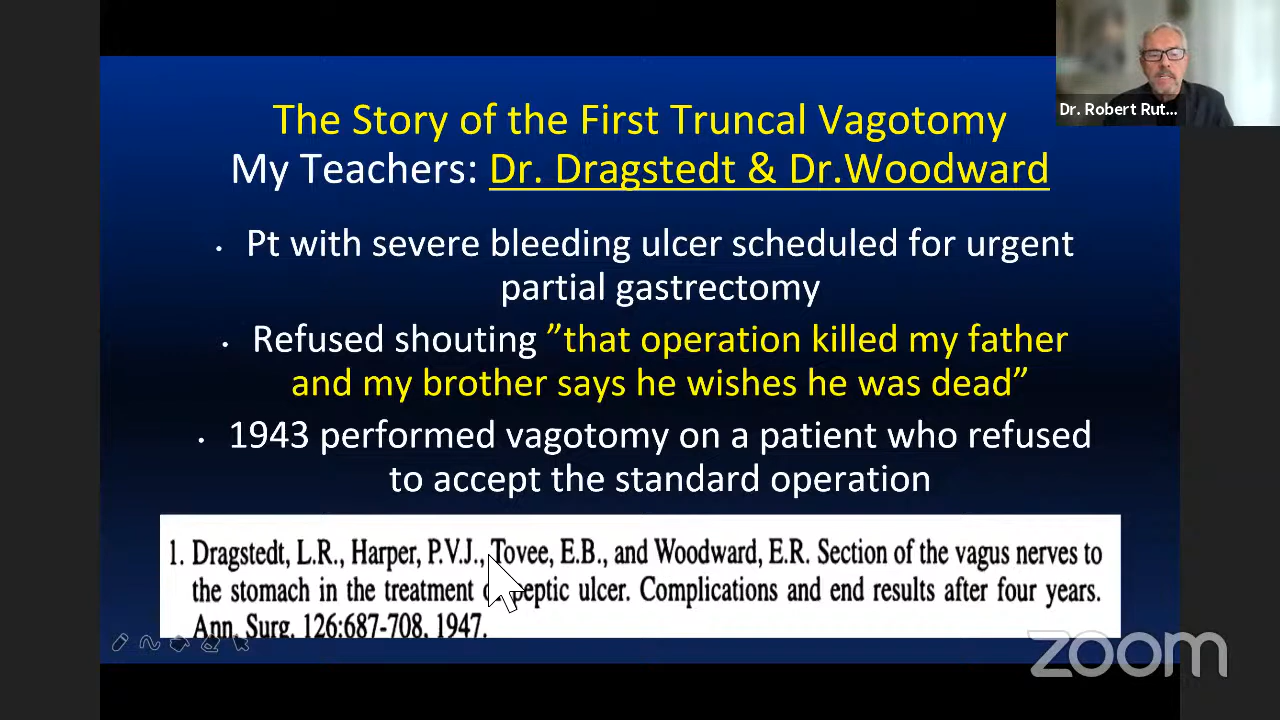 Dr. Robert Rut...
The Story of the First Truncal Vagotomy
My Teachers: Dr. Dragstedt & Dr.Woodward
• Pt with severe bleeding ulcer scheduled for urgent
partial gastrectomy
• Refused shouting ”that operation killed my father
and my brother says he wishes he was dead”
• 1943 performed vagotomy on a patient who refused
to accept the standard operation
1. Dragstedt, L.R., Harper, P.V.J., Tovee, E.B., and Woodward, E.R. Section of the vagus nerves to
the stomach in the treatment ulcer. Complications and end results after four years.
Ann. Surg. 126:687-708, 1947.
zoom